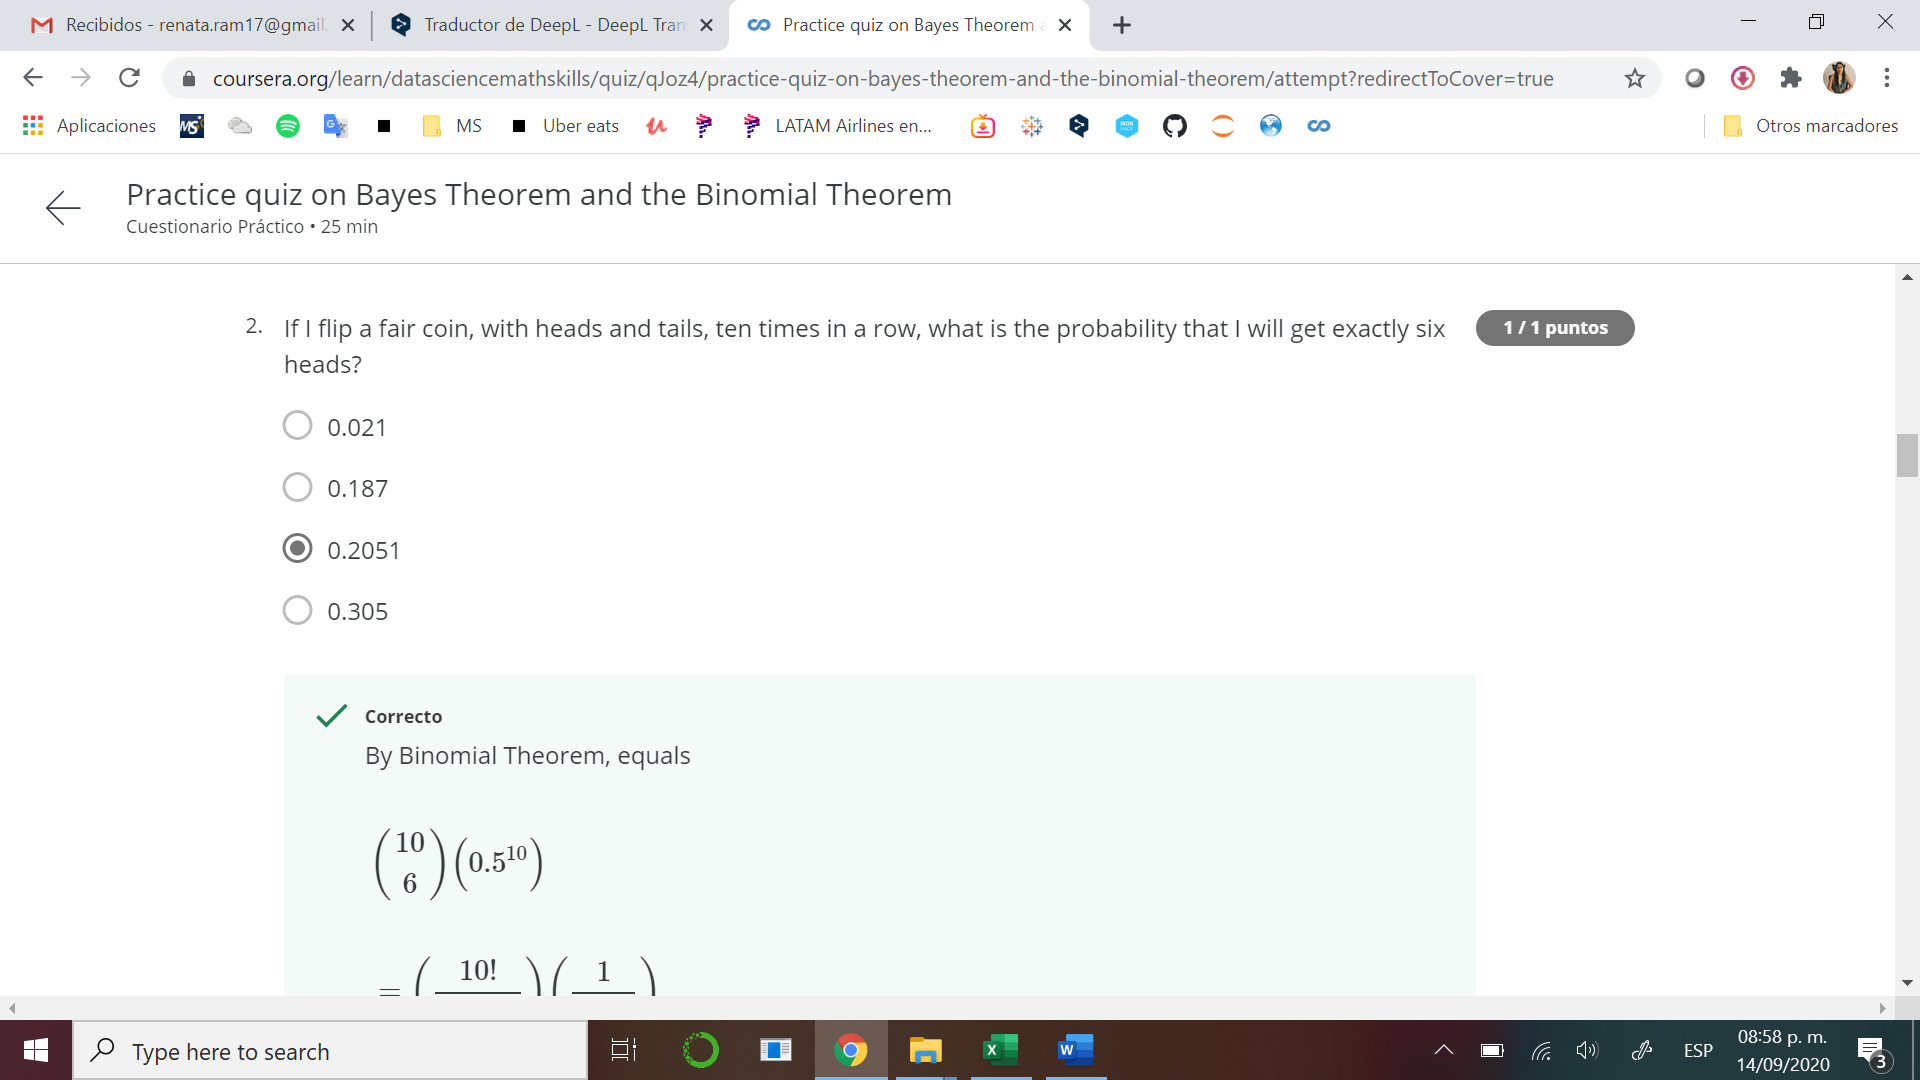 Recibidos - renata.ram17@gmail.
Traductor de DeepL - DeepL Tran
Practice quiz on Bayes Theorem a
coursera.org/learn/datasciencemathskills/quiz/qJoz4/practice-quiz-on-bayes-theorem-and-the-binomial-theorem/attempt?redirectToCover=true
Aplicaciones MS MS Uber eats LATAM Airlines en... Otros marcadores
Practice quiz on Bayes Theorem and the Binomial Theorem
Cuestionario Práctico • 25 min
2. If I flip a fair coin, with heads and tails, ten times in a row, what is the probability that I will get exactly six
heads?
1 / 1 puntos
0.021
0.187
0.2051
0.305
Correcto
By Binomial Theorem, equals
(10 6)(0.5^10)
= (10! )( 1 )
Type here to search
ESP
08:58 p. m.
14/09/2020
3